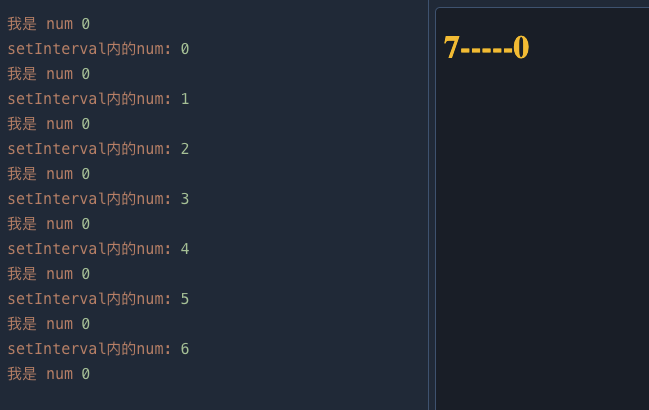 我是 num 0
setInterval内的num: 0
我是 num 0
setInterval内的num: 1
我是 num 0
setInterval内的num: 2
我是 num 0
setInterval内的num: 3
我是 num 0
setInterval内的num: 4
我是 num 0
setInterval内的num: 5
我是 num 0
setInterval内的num: 6
我是 num 0
7-----0